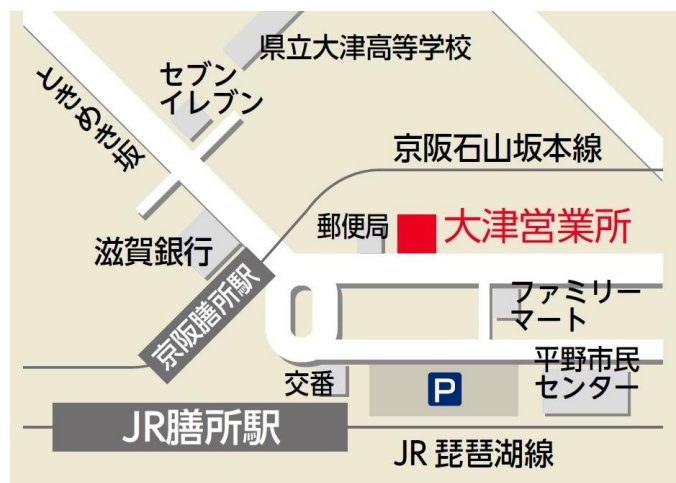 県立大津高等学校
セブン
イレブン
ときめき坂
京阪石山坂本線
郵便局
大津営業所
滋賀銀行
京阪膳所駅
ファミリー
マート
交番
P
平野市民
センター
JR膳所駅
JR 琵琶湖線